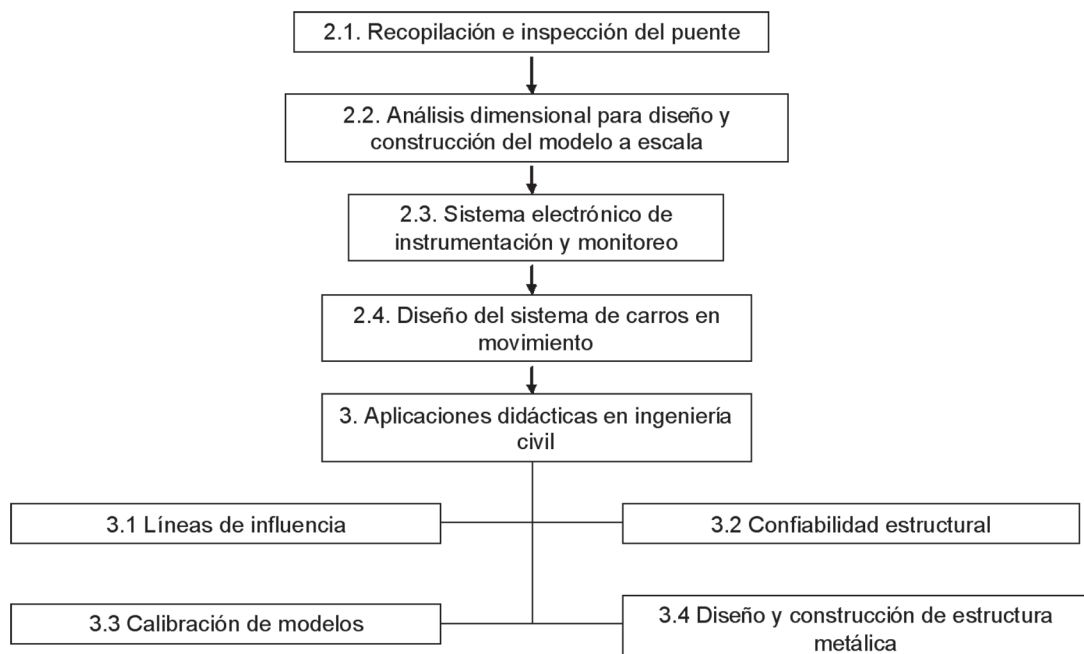 2.1. Recopilación e inspección del puente
2.2. Análisis dimensional para diseño y
construcción del modelo a escala
2.3. Sistema electrónico de
instrumentación y monitoreo
2.4. Diseño del sistema de carros en
movimiento
3. Aplicaciones didácticas en ingeniería
civil
3.1 Líneas de influencia
3.2 Confiabilidad estructural
3.3 Calibración de modelos
3.4 Diseño y construcción de estructura
metálica